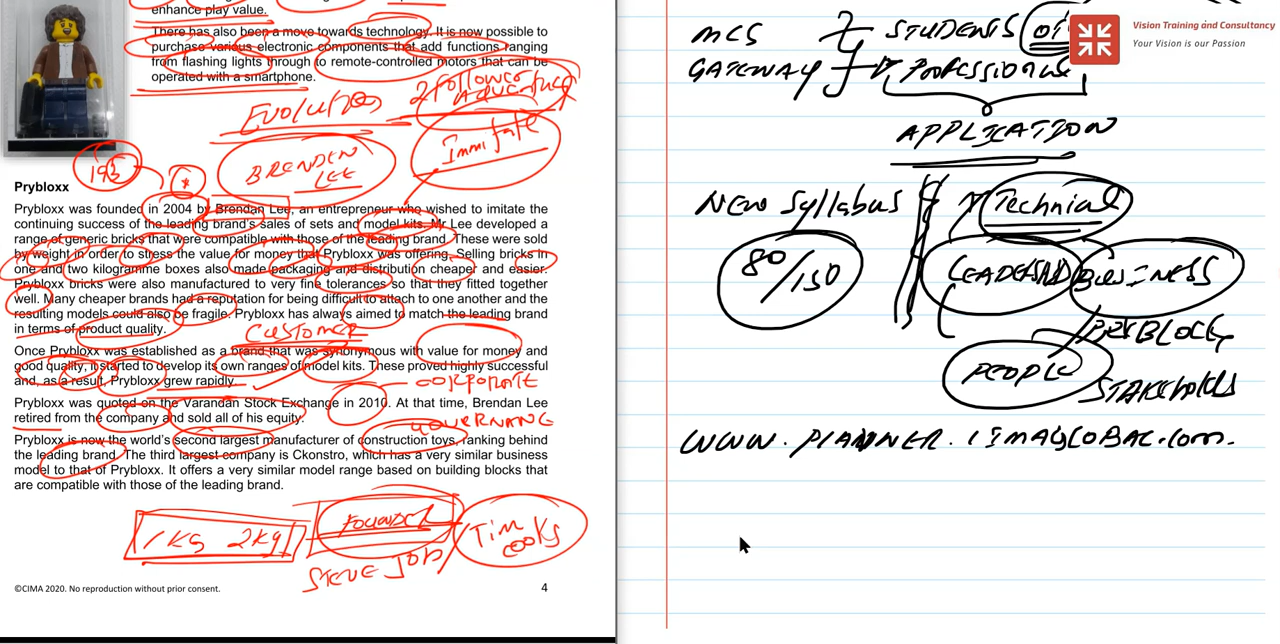 enhance play value.
There has also been a move towards technology. It is now possible to
purchase various electronic components that add functions ranging
from flashing lights through to remote-controlled motors that can be
operated with a smartphone.
EVOLUTION
2 FOLLOWER
ADVENTURE
Immitate
BRENDEN
LEE
195
*
Prybloxx
Prybloxx was founded in 2004 by Brendan Lee, an entrepreneur who wished to imitate the
continuing success of the leading brand's sales of sets and model kits. Mr Lee developed a
range of generic bricks that were compatible with those of the leading brand. These were sold
by weight in order to stress the value for money that Prybloxx was offering. Selling bricks in
one and two kilogramme boxes also made packaging and distribution cheaper and easier.
Prybloxx bricks were also manufactured to very fine tolerances so that they fitted together
well. Many cheaper brands had a reputation for being difficult to attach to one another and the
resulting models could also be fragile. Prybloxx has always aimed to match the leading brand
in terms of product quality.
CUSTOMER
Once Prybloxx was established as a brand that was synonymous with value for money and
good quality, it started to develop its own ranges of model kits. These proved highly successful
and, as a result, Prybloxx grew rapidly.
CORPORATE
Prybloxx was quoted on the Varandan Stock Exchange in 2010. At that time, Brendan Lee
retired from the company and sold all of his equity.
GOVERNANC
Prybloxx is now the world's second largest manufacturer of construction toys, ranking behind
the leading brand. The third largest company is Ckonstro, which has a very similar business
model to that of Prybloxx. It offers a very similar model range based on building blocks that
are compatible with those of the leading brand.
1 KG 2 KG
FOUNDER
STEVE JOB
Tim
COOKS
©CIMA 2020. No reproduction without prior consent.
4
MCS
STUDENTS
GATEWAY
PROFESSIONAL
APPLICATION
Vision Training and Consultancy
Your Vision is our Passion
NEW Syllabus
Technical
80/150
LEADERSHIP
BUSINESS
PRYBLOCK
PEOPLE
STAKEHOLDS
WWW.PLANNER.CIMAGLOBAL.COM.